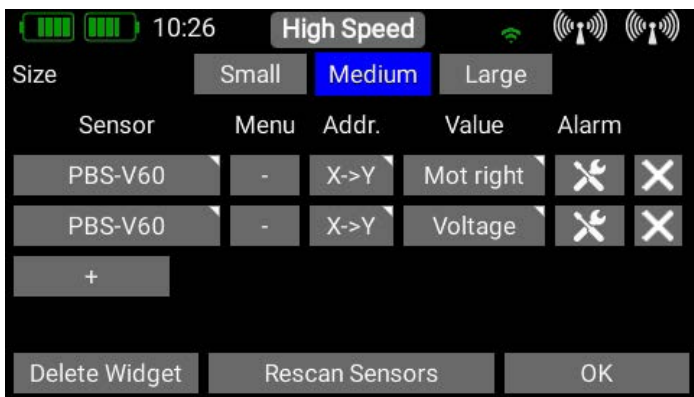 10:26 High Speed
Size Small Medium Large
Sensor Menu Addr. Value Alarm
PBS-V60 - X->Y Mot right
PBS-V60 - X->Y Voltage
+
Delete Widget Rescan Sensors OK